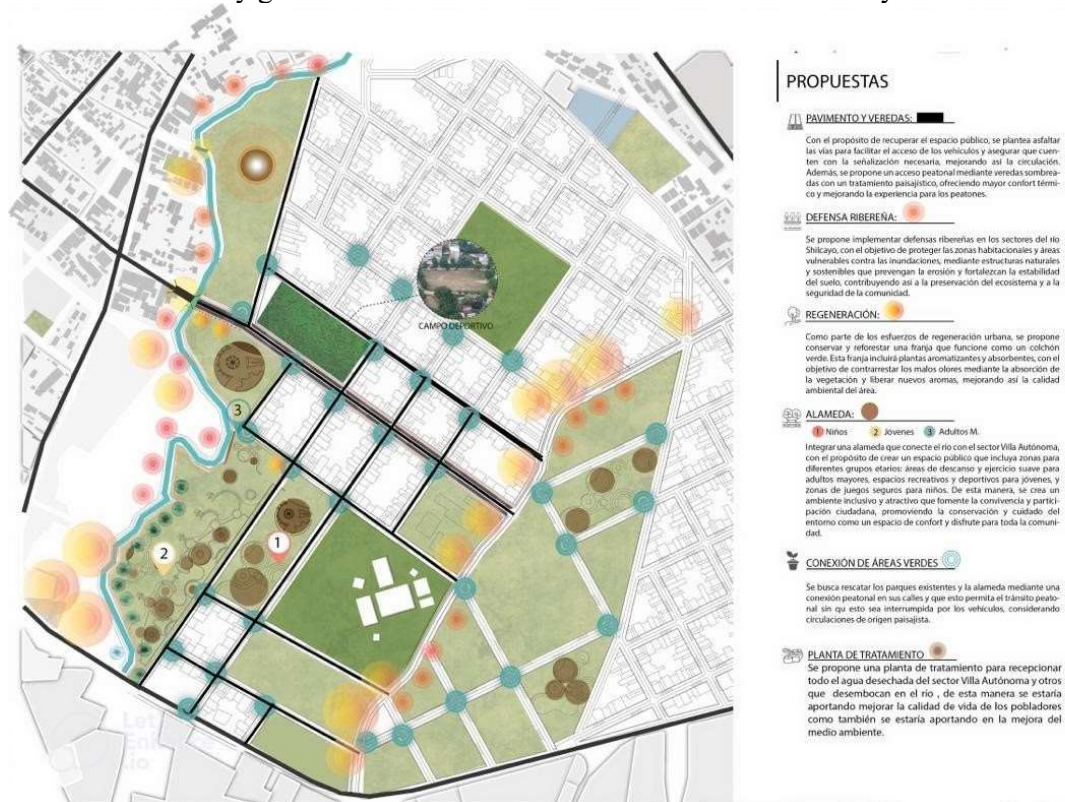 PROPUESTAS
PAVIMENTO Y VEREDAS:
Con el propósito de recuperar el espacio público, se plantea asfaltar
las vías para facilitar el acceso de los vehículos y asegurar que cuen-
ten con la señalización necesaria, mejorando así la circulación.
Además, se propone un acceso peatonal mediante veredas sombrea-
das con un tratamiento paisajístico, ofreciendo mayor confort térmi-
co y mejorando la experiencia para los peatones.
DEFENSA RIBEREÑA:
Se propone implementar defensas ribereñas en los sectores del río
Shilcayo, con el objetivo de proteger las zonas habitacionales y áreas
vulnerables contra las inundaciones, mediante estructuras naturales
y sostenibles que prevengan la erosión y fortalezcan la estabilidad
del suelo, contribuyendo así a la preservación del ecosistema y a la
seguridad de la comunidad.
REGENERACIÓN:
Como parte de los esfuerzos de regeneración urbana, se propone
conservar y reforestar una franja que funcione como un colchón
verde. Esta franja incluirá plantas aromatizantes y absorbentes, con el
objetivo de contrarrestar los malos olores mediante la absorción de
la vegetación y liberar nuevos aromas, mejorando así la calidad
ambiental del área.
ALAMEDA:
1 Niños 2 Jóvenes 3 Adultos M.
Integrar una alameda que conecte el río con el sector Villa Autónoma,
con el propósito de crear un espacio público que incluya zonas para
diferentes grupos etarios: áreas de descanso y ejercicio suave para
adultos mayores, espacios recreativos y deportivos para jóvenes, y
zonas de juegos seguros para niños. De esta manera, se crea un
ambiente inclusivo y atractivo que fomente la convivencia y partici-
pación ciudadana, promoviendo la conservación y cuidado del
entorno como un espacio de confort y disfrute para toda la comuni-
dad.
CONEXIÓN DE ÁREAS VERDES
Se busca rescatar los parques existentes y la alameda mediante una
conexión peatonal en sus calles y que esto permita el tránsito peato-
nal sin qu esto sea interrumpida por los vehículos, considerando
circulaciones de origen paisajista.
PLANTA DE TRATAMIENTO
Se propone una planta de tratamiento para recepcionar
todo el agua desechada del sector Villa Autónoma y otros
que desembocan en el río , de esta manera se estaría
aportando mejorar la calidad de vida de los pobladores
como también se estaría aportando en la mejora del
medio ambiente.
CAMPO DEPORTIVO
3
2
1